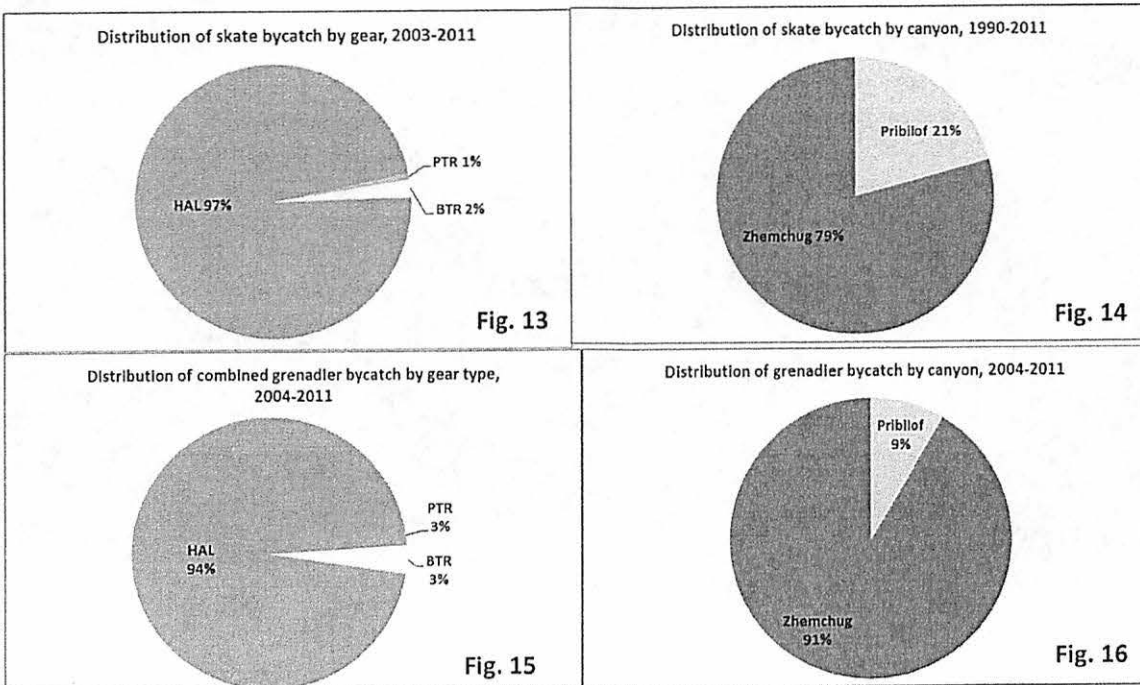 Distribution of skate bycatch by gear, 2003-2011
PTR 1%
HAL 97%
BTR 2%
Fig. 13
Distribution of skate bycatch by canyon, 1990-2011
Pribilof 21%
Zhemchug 79%
Fig. 14
Distribution of combined grenadier bycatch by gear type,
2004-2011
PTR
3%
HAL
94%
BTR
3%
Fig. 15
Distribution of grenadier bycatch by canyon, 2004-2011
Pribilof
9%
Zhemchug
91%
Fig. 16